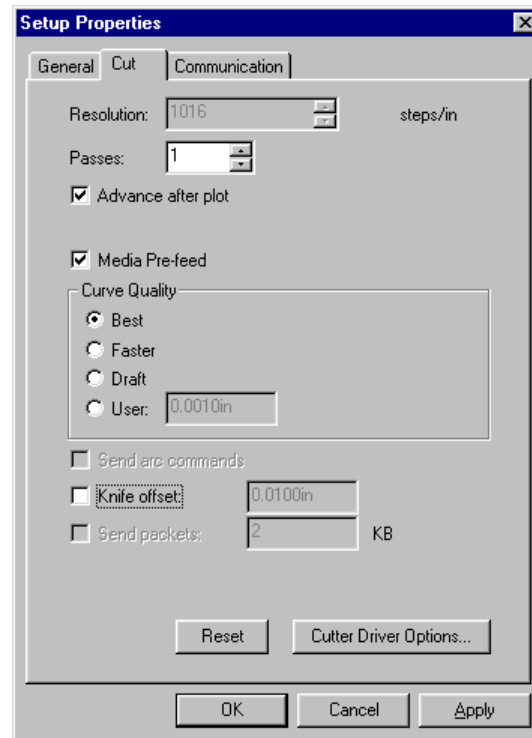 Setup Properties
General Cut Communication
Resolution: 1016 steps/in
Passes: 1
Advance after plot
Media Pre-feed
Curve Quality
Best
Faster
Draft
User: 0.0010in
Send arc commands
Knife offset: 0.0100in
Send packets: 2 KB
Reset Cutter Driver Options...
OK Cancel Apply